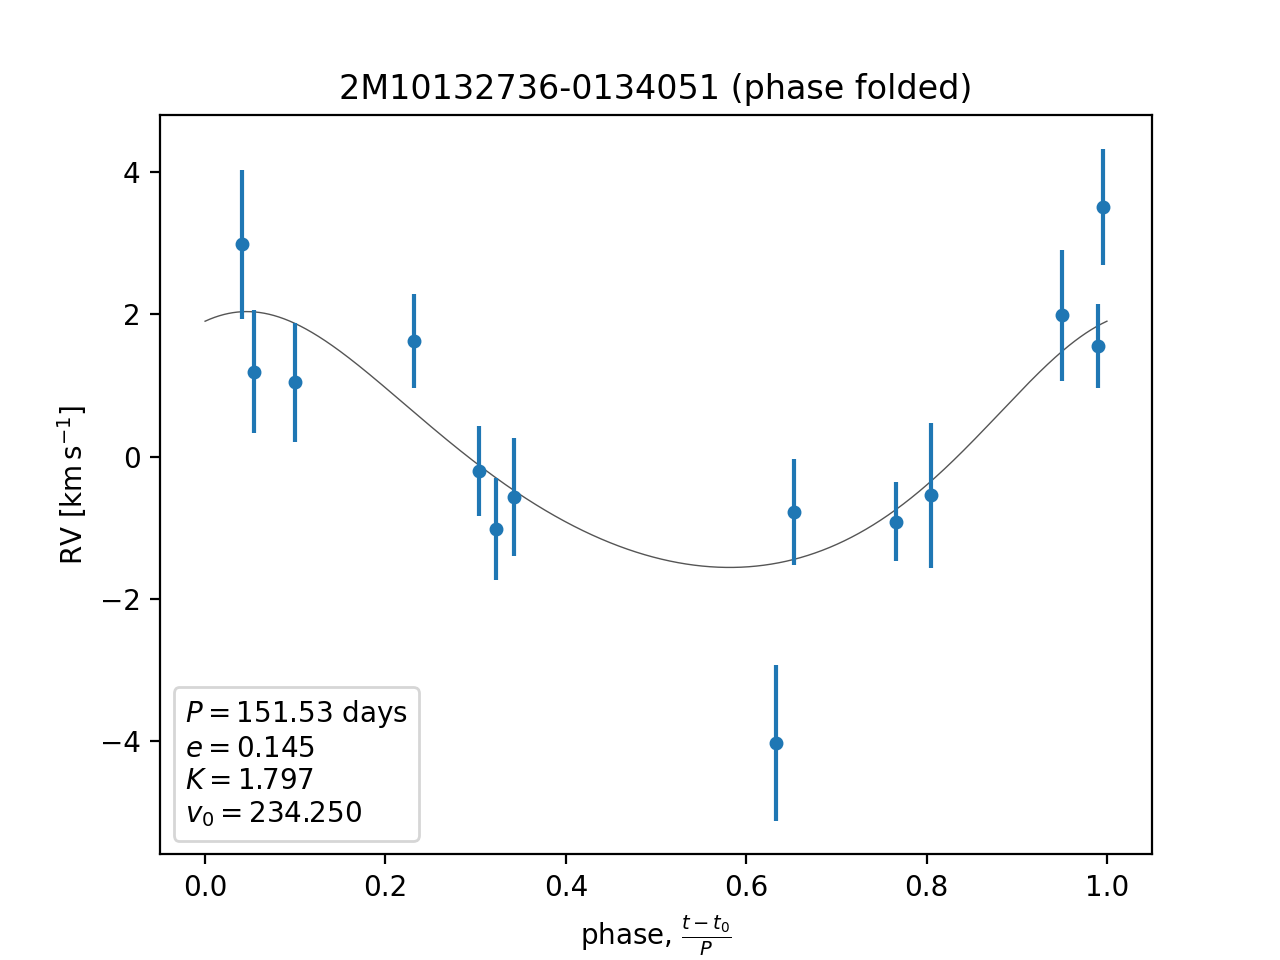 2M10132736-0134051 (phase folded)
4
2
0
−2
−4
RV [km s⁻¹]
P = 151.53 days
e = 0.145
K = 1.797
v₀ = 234.250
0.0 0.2 0.4 0.6 0.8 1.0
phase, (t − t₀)/P